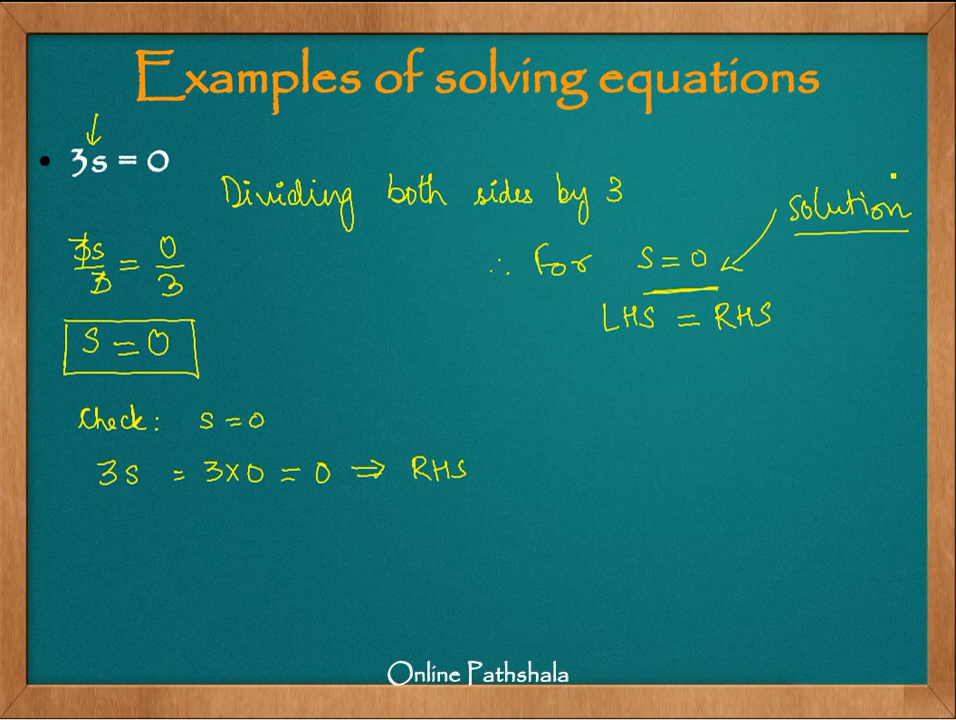 Examples of solving equations
• 3s = 0
Dividing both sides by 3
3s/3 = 0/3
s = 0
Check: s = 0
3s = 3×0 = 0 ⇒ RHS
∴ For s = 0
solution
LHS = RHS
Online Pathshala